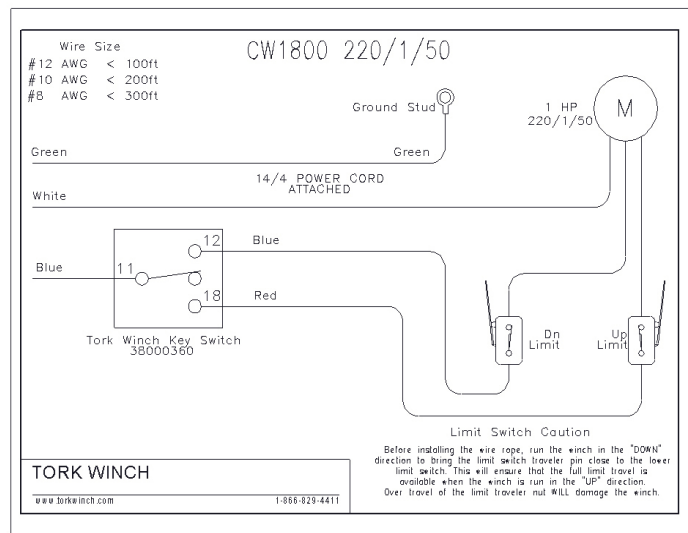 Wire Size
#12 AWG < 100ft
#10 AWG < 200ft
#8 AWG < 300ft
CW1800 220/1/50
Ground Stud
1 HP
220/1/50
M
Green
Green
14/4 POWER CORD
ATTACHED
White
12
Blue
Blue
11
18
Red
Tork Winch Key Switch
38000360
Dn
Limit
Up
Limit
Limit Switch Caution
Before installing the wire rope, run the winch in the "DOWN"
direction to bring the limit switch traveler pin close to the lower
limit switch. This will ensure that the full limit travel is
available when the winch is run in the "UP" direction.
Over travel of the limit traveler nut WILL damage the winch.
TORK WINCH
www.torkwinch.com
1-866-829-4411